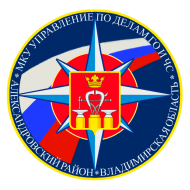 * МКУ УПРАВЛЕНИЕ ПО ДЕЛАМ ГО И ЧС *
АЛЕКСАНДРОВСКИЙ РАЙОН * ВЛАДИМИРСКАЯ ОБЛАСТЬ